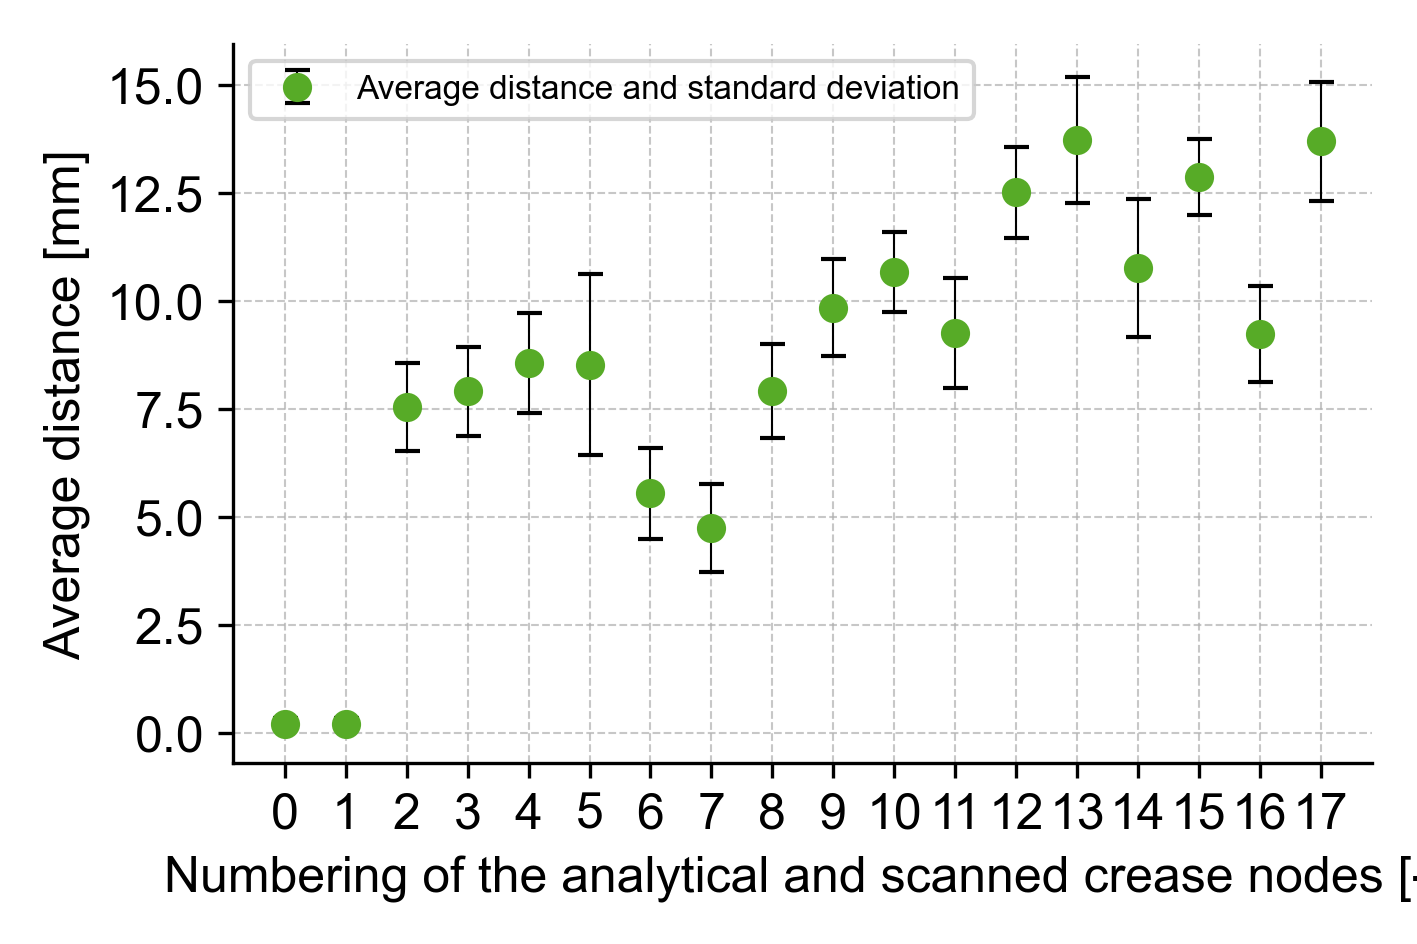 Average distance and standard deviation
15.0
12.5
10.0
7.5
5.0
2.5
0.0
Average distance [mm]
0 1 2 3 4 5 6 7 8 9 10 11 12 13 14 15 16 17
Numbering of the analytical and scanned crease nodes [-